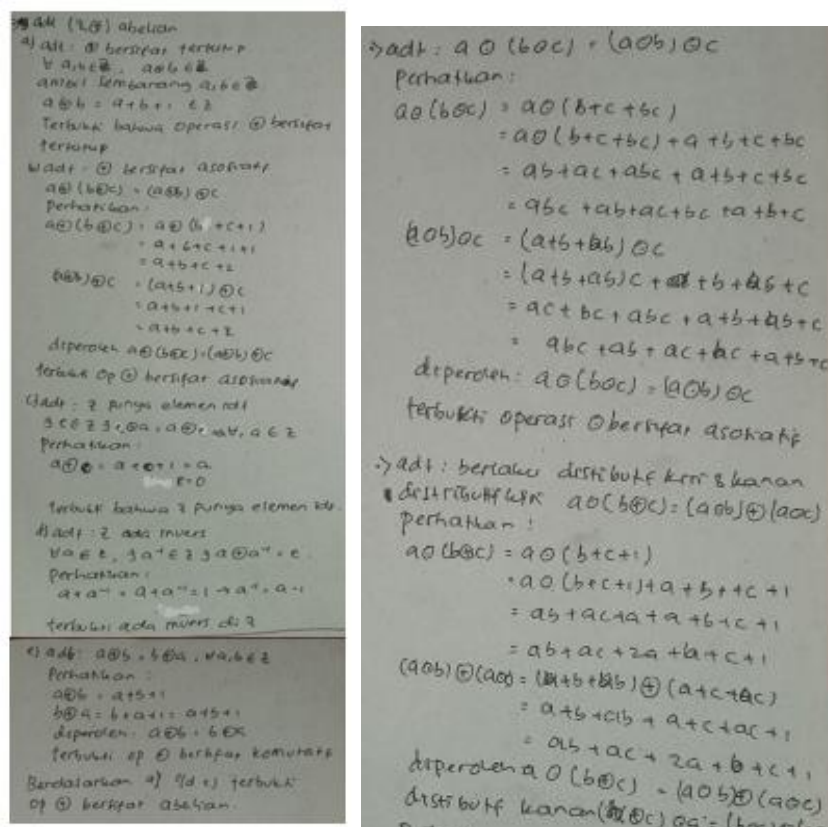 adt (Z,⊕) abelian
a) adt: ⊕ bersifat tertutup
∀ a,b∈Z, a⊕b ∈ Z
ambil sembarang a,b∈Z
a⊕b = a+b+1 ∈ Z
Terbukti bahwa operasi ⊕ bersifat
tertutup
b) adt: ⊕ bersifat asosiatif
a⊕(b⊕c) = (a⊕b)⊕c
perhatikan:
a⊕(b⊕c) = a⊕(b+c+1)
= a+b+c+1+1
= a+b+c+2
(a⊕b)⊕c = (a+b+1)⊕c
= a+b+1+c+1
= a+b+c+2
diperoleh a⊕(b⊕c)=(a⊕b)⊕c
terbukti op ⊕ bersifat asosiatif
c) adt: Z punya elemen idt
Perhatikan:
a⊕e = a+e+1 = a
e=0
terbukti bahwa Z punya elemen idt.
d) adt: Z ada invers
∀a∈Z, ∃a⁻¹∈Z ∋ a⊕a⁻¹ = e.
Perhatikan:
terbukti ada invers di Z
e) adt: a⊕b = b⊕a, ∀a,b∈Z
Perhatikan:
a⊕b = a+b+1
b⊕a = b+a+1 = a+b+1
diperoleh: a⊕b = b⊕a
terbukti op ⊕ bersifat komutatif
Berdasarkan a) s/d e) terbukti
op ⊕ bersifat abelian.
:) adt: a⊙(b⊙c) = (a⊙b)⊙c
Perhatikan:
a⊙(b⊙c) = a⊙(b+c+bc)
= a⊙(b+c+bc)+a+b+c+bc
= ab+ac+abc+a+b+c+bc
= abc+ab+ac+bc+a+b+c
(a⊙b)⊙c = (a+b+ab)⊙c
= (a+b+ab)c+a+b+ab+c
= ac+bc+abc+a+b+ab+c
= abc+ab+ac+bc+a+b+c
diperoleh: a⊙(b⊙c) = (a⊙b)⊙c
terbukti operasi ⊙ bersifat asosiatif
:) adt: berlaku distributif kiri & kanan
distributif kiri a⊙(b⊕c)=(a⊙b)⊕(a⊙c)
perhatikan:
a⊙(b⊕c) = a⊙(b+c+1)
= a⊙(b+c+1)+a+b+c+1
= ab+ac+a+a+b+c+1
= ab+ac+2a+b+c+1
(a⊙b)⊕(a⊙c) = (a+b+ab)⊕(a+c+ac)
= a+b+ab+a+c+ac+1
= ab+ac+2a+b+c+1
diperoleh a⊙(b⊕c) = (a⊙b)⊕(a⊙c)
distibutf kanan